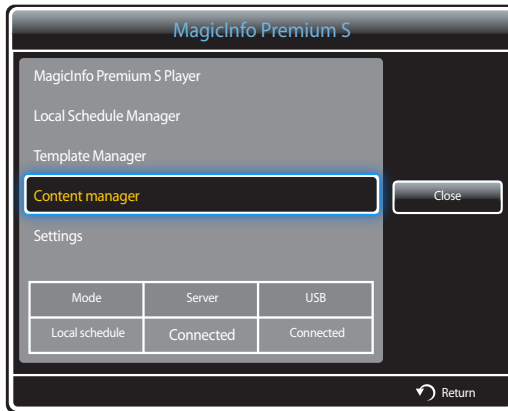 MagicInfo Premium S
MagicInfo Premium S Player
Local Schedule Manager
Template Manager
Content manager
Close
Settings
Mode Server USB
Local schedule Connected Connected
Return